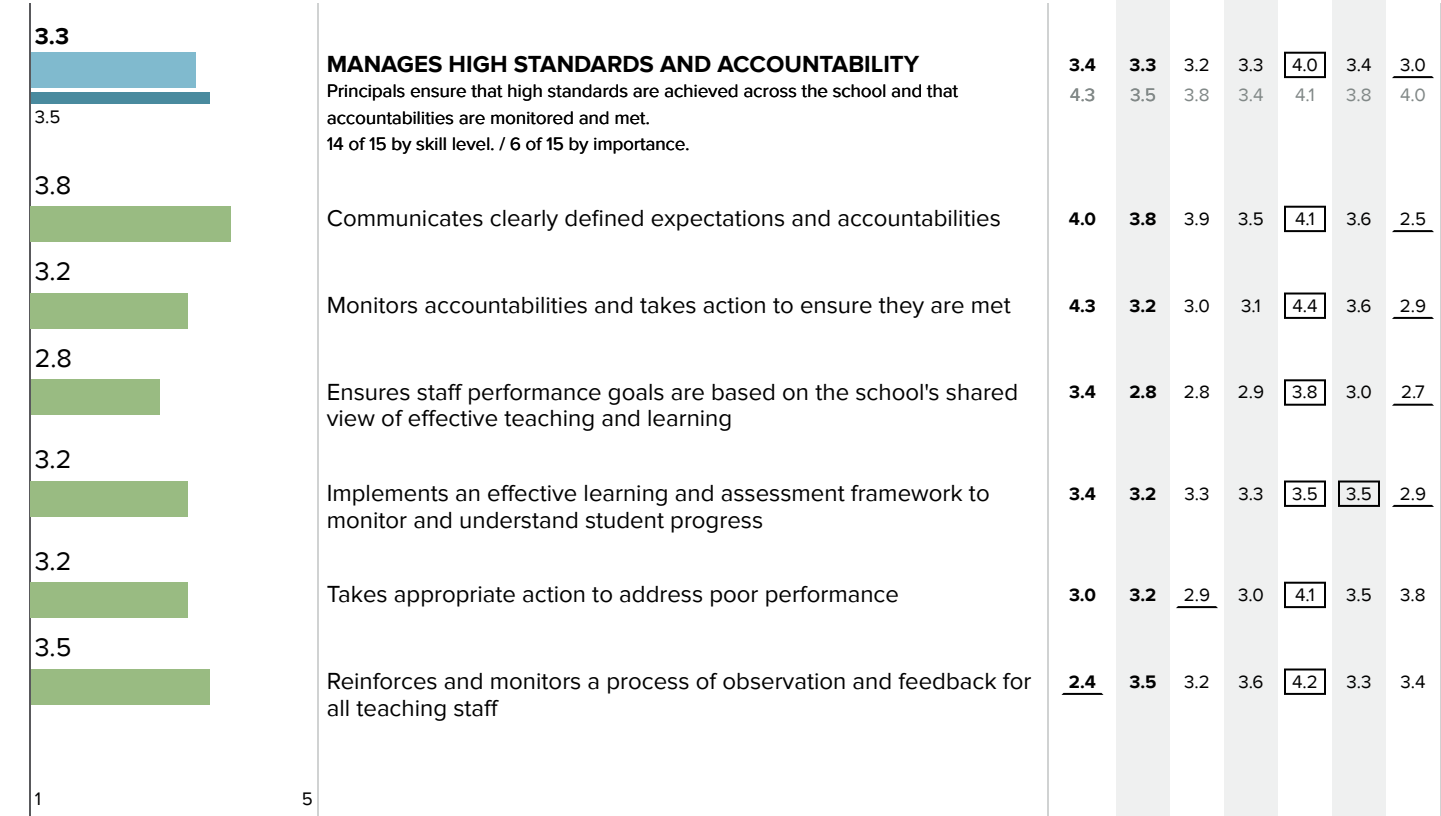 3.3
MANAGES HIGH STANDARDS AND ACCOUNTABILITY 3.4 3.3 3.2 3.3 4.0 3.4 3.0
Principals ensure that high standards are achieved across the school and that 4.3 3.5 3.8 3.4 4.1 3.8 4.0
3.5 accountabilities are monitored and met.
14 of 15 by skill level. / 6 of 15 by importance.
3.8
Communicates clearly defined expectations and accountabilities 4.0 3.8 3.9 3.5 4.1 3.6 2.5
3.2
Monitors accountabilities and takes action to ensure they are met 4.3 3.2 3.0 3.1 4.4 3.6 2.9
2.8
Ensures staff performance goals are based on the school's shared 3.4 2.8 2.8 2.9 3.8 3.0 2.7
view of effective teaching and learning
3.2
Implements an effective learning and assessment framework to 3.4 3.2 3.3 3.3 3.5 3.5 2.9
monitor and understand student progress
3.2
Takes appropriate action to address poor performance 3.0 3.2 2.9 3.0 4.1 3.5 3.8
3.5
Reinforces and monitors a process of observation and feedback for 2.4 3.5 3.2 3.6 4.2 3.3 3.4
all teaching staff
1 5